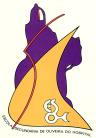 ESCOLA SECUNDÁRIA DE OLIVEIRA DO HOSPITAL